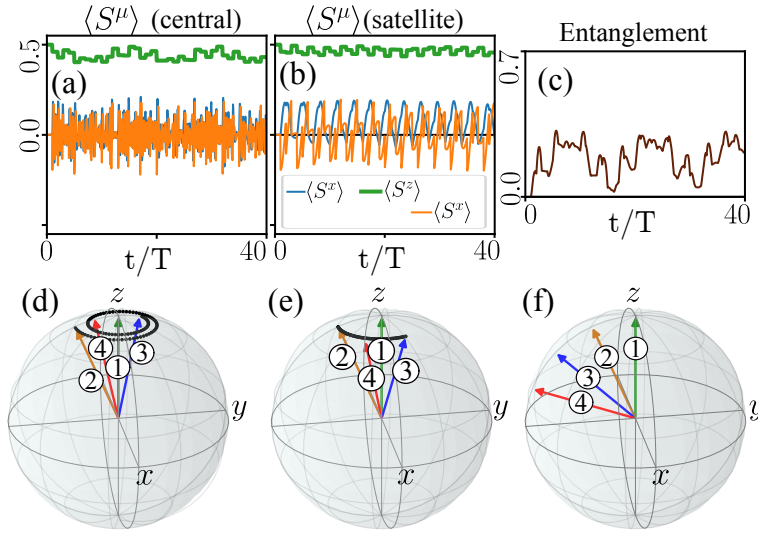 ⟨S^μ⟩ (central)
⟨S^μ⟩ (satellite)
Entanglement
0.5
0.0
(a)
0
40
t/T
(b)
⟨S^x⟩
⟨S^z⟩
⟨S^x⟩
0
40
t/T
0.7
0.0
(c)
0
40
t/T
(d)
z
4
1
3
2
y
x
(e)
z
2
1
4
3
y
x
(f)
z
2
1
3
4
y
x